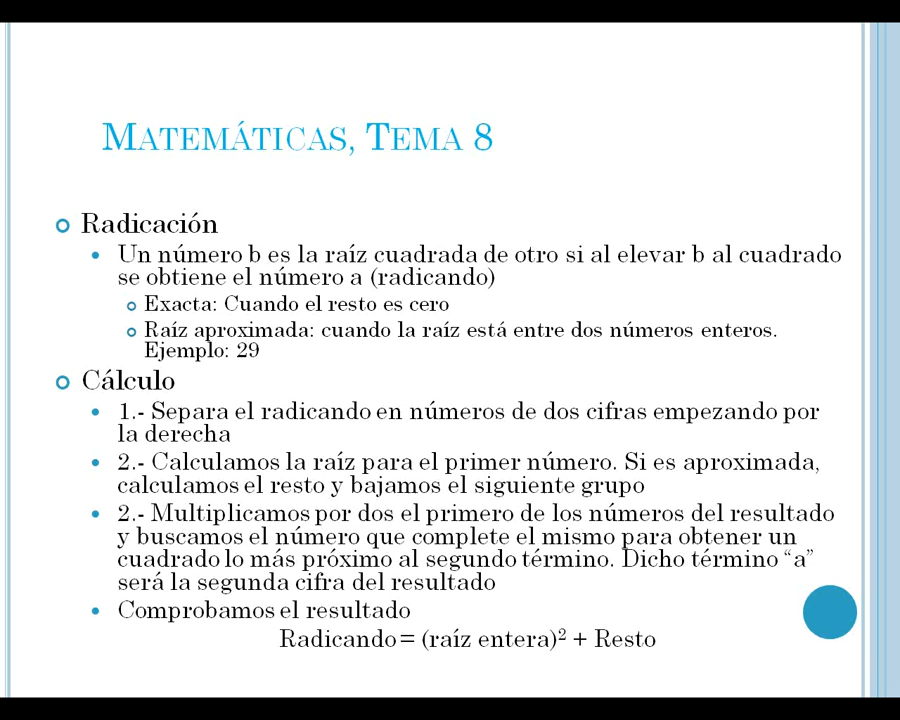 Matemáticas, Tema 8
Radicación
Un número b es la raíz cuadrada de otro si al elevar b al cuadrado
se obtiene el número a (radicando)
Exacta: Cuando el resto es cero
Raíz aproximada: cuando la raíz está entre dos números enteros.
Ejemplo: 29
Cálculo
1.- Separa el radicando en números de dos cifras empezando por
la derecha
2.- Calculamos la raíz para el primer número. Si es aproximada,
calculamos el resto y bajamos el siguiente grupo
2.- Multiplicamos por dos el primero de los números del resultado
y buscamos el número que complete el mismo para obtener un
cuadrado lo más próximo al segundo término. Dicho término “a”
será la segunda cifra del resultado
Comprobamos el resultado
Radicando = (raíz entera)² + Resto